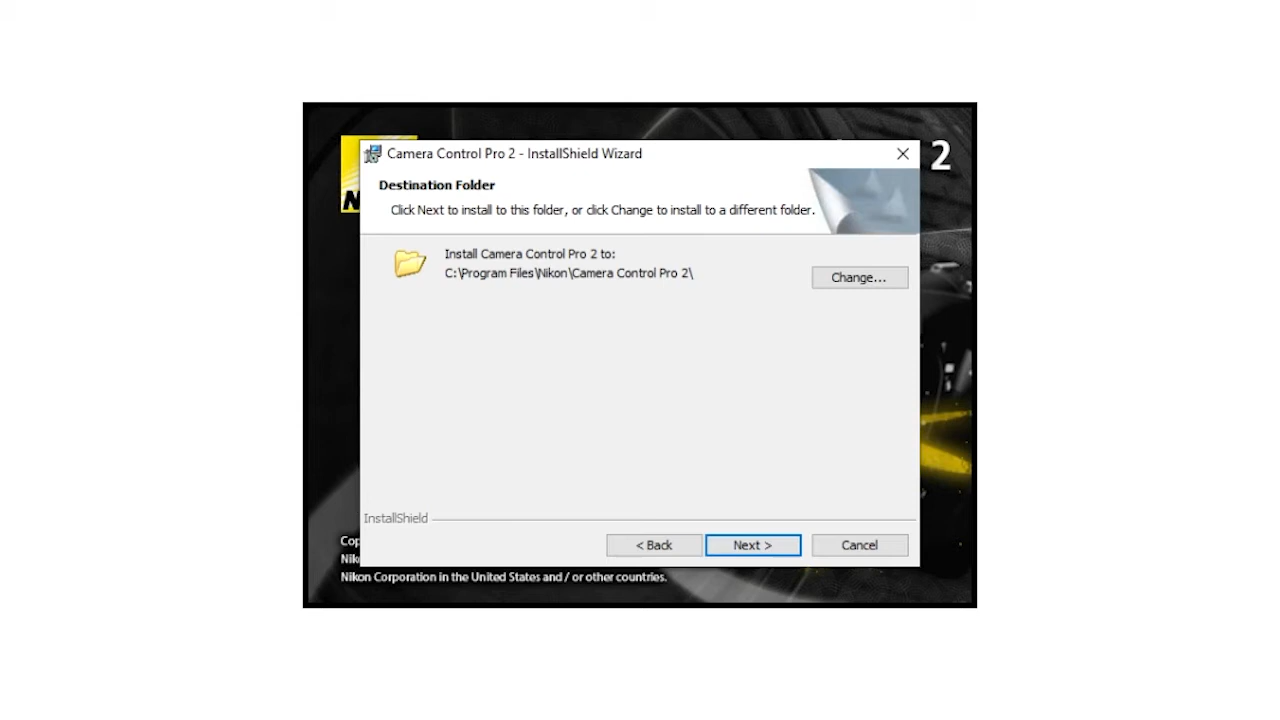 2
Camera Control Pro 2 - InstallShield Wizard
Destination Folder
Click Next to install to this folder, or click Change to install to a different folder.
Install Camera Control Pro 2 to:
C:\Program Files\Nikon\Camera Control Pro 2\
Change...
InstallShield
< Back
Next >
Cancel
Nikon Corporation in the United States and / or other countries.